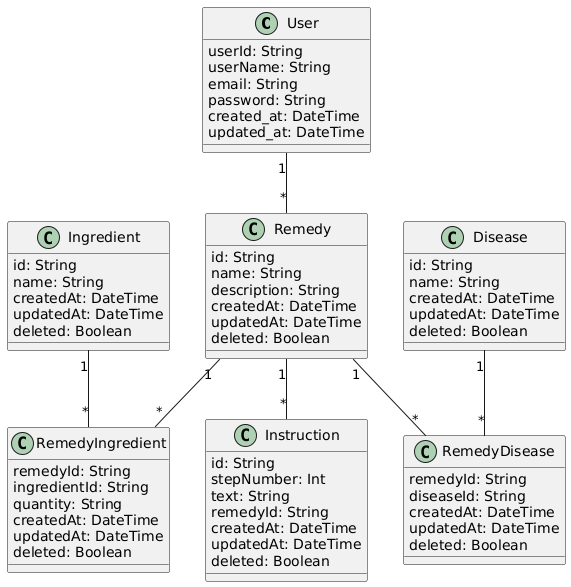 C User
userId: String
userName: String
email: String
password: String
created_at: DateTime
updated_at: DateTime
1
*
C Ingredient
id: String
name: String
createdAt: DateTime
updatedAt: DateTime
deleted: Boolean
C Remedy
id: String
name: String
description: String
createdAt: DateTime
updatedAt: DateTime
deleted: Boolean
C Disease
id: String
name: String
createdAt: DateTime
updatedAt: DateTime
deleted: Boolean
1
1
1
1
1
*
*
*
*
*
C RemedyIngredient
remedyId: String
ingredientId: String
quantity: String
createdAt: DateTime
updatedAt: DateTime
deleted: Boolean
C Instruction
id: String
stepNumber: Int
text: String
remedyId: String
createdAt: DateTime
updatedAt: DateTime
deleted: Boolean
C RemedyDisease
remedyId: String
diseaseId: String
createdAt: DateTime
updatedAt: DateTime
deleted: Boolean